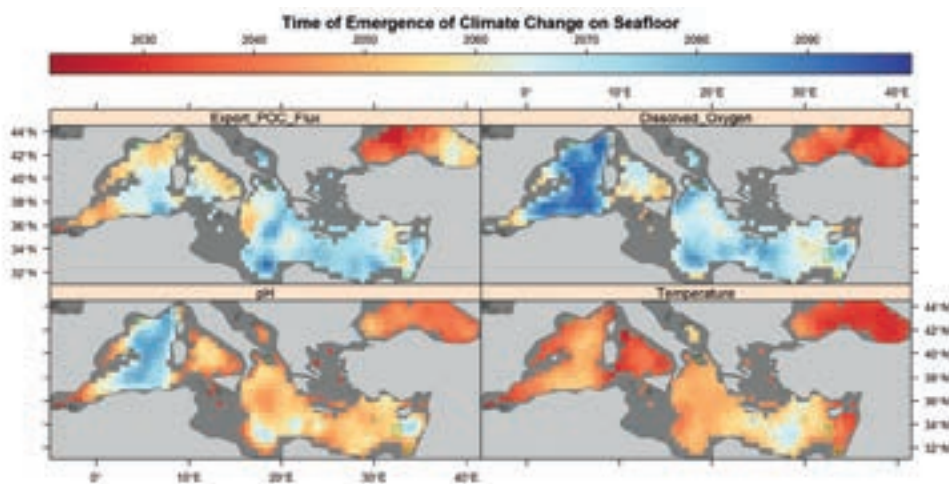 Time of Emergence of Climate Change on Seafloor
2030 2040 2050 2060 2070 2080 2090
0° 10°E 20°E 30°E 40°E
Export_POC_Flux Dissolved_Oxygen
44°N
42°N
40°N
38°N
36°N
34°N
32°N
pH Temperature
44°N
42°N
40°N
38°N
36°N
34°N
32°N
0° 10°E 20°E 30°E 40°E